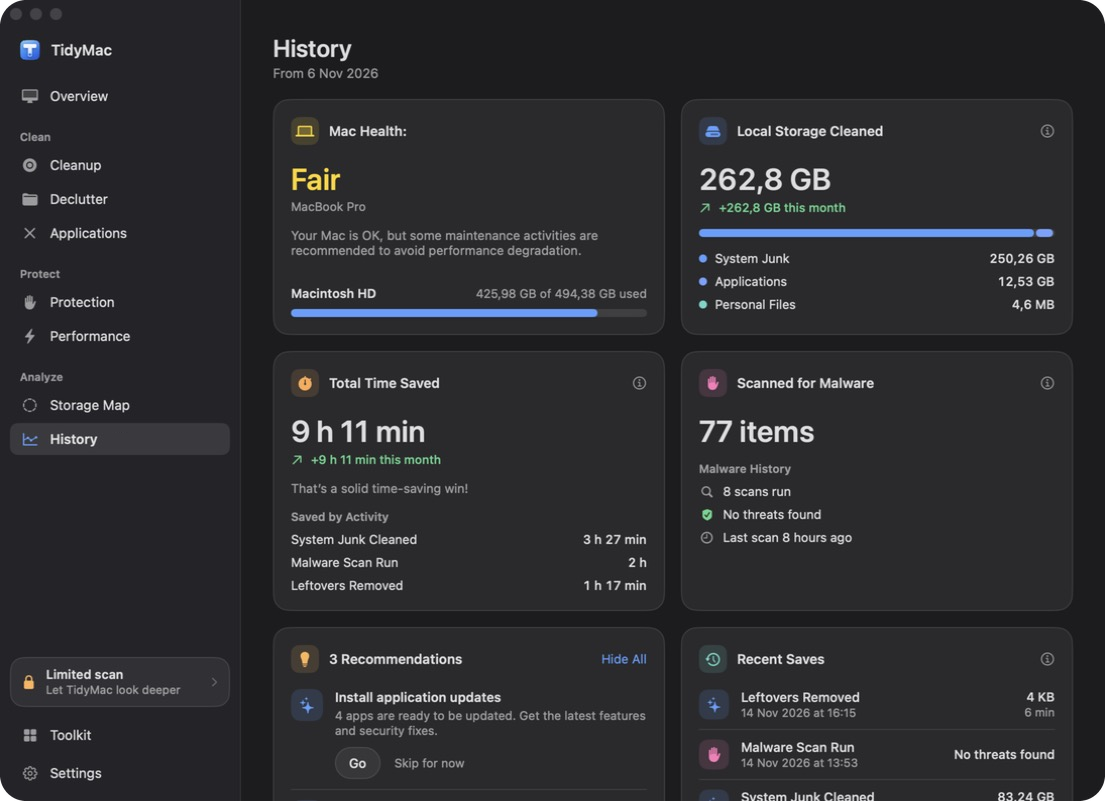 TidyMac
Overview
Clean
Cleanup
Declutter
Applications
Protect
Protection
Performance
Analyze
Storage Map
History
Limited scan
Let TidyMac look deeper
Toolkit
Settings
History
From 6 Nov 2026
Mac Health:
Fair
MacBook Pro
Your Mac is OK, but some maintenance activities are
recommended to avoid performance degradation.
Macintosh HD 425,98 GB of 494,38 GB used
Local Storage Cleaned
262,8 GB
+262,8 GB this month
System Junk 250,26 GB
Applications 12,53 GB
Personal Files 4,6 MB
Total Time Saved
9 h 11 min
+9 h 11 min this month
That's a solid time-saving win!
Saved by Activity
System Junk Cleaned 3 h 27 min
Malware Scan Run 2 h
Leftovers Removed 1 h 17 min
Scanned for Malware
77 items
Malware History
8 scans run
No threats found
Last scan 8 hours ago
3 Recommendations Hide All
Install application updates
4 apps are ready to be updated. Get the latest features
and security fixes.
Go Skip for now
Recent Saves
Leftovers Removed 4 KB
14 Nov 2026 at 16:15 6 min
Malware Scan Run No threats found
14 Nov 2026 at 13:53
System Junk Cleaned 83,24 GB